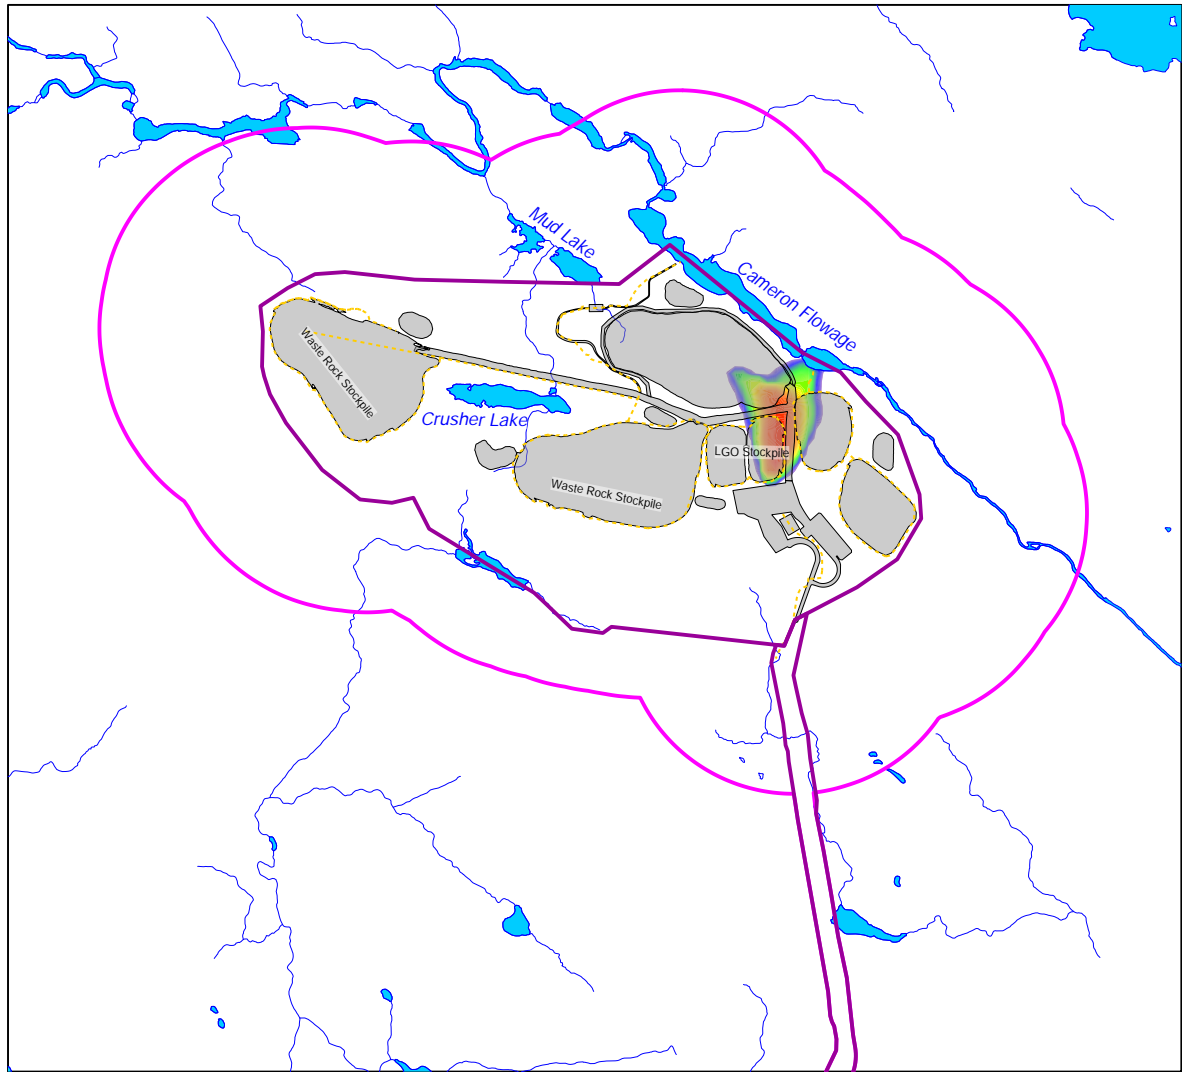 Mud Lake
Cameron Flowage
Waste Rock Stockpile
Crusher Lake
LGO Stockpile
Waste Rock Stockpile